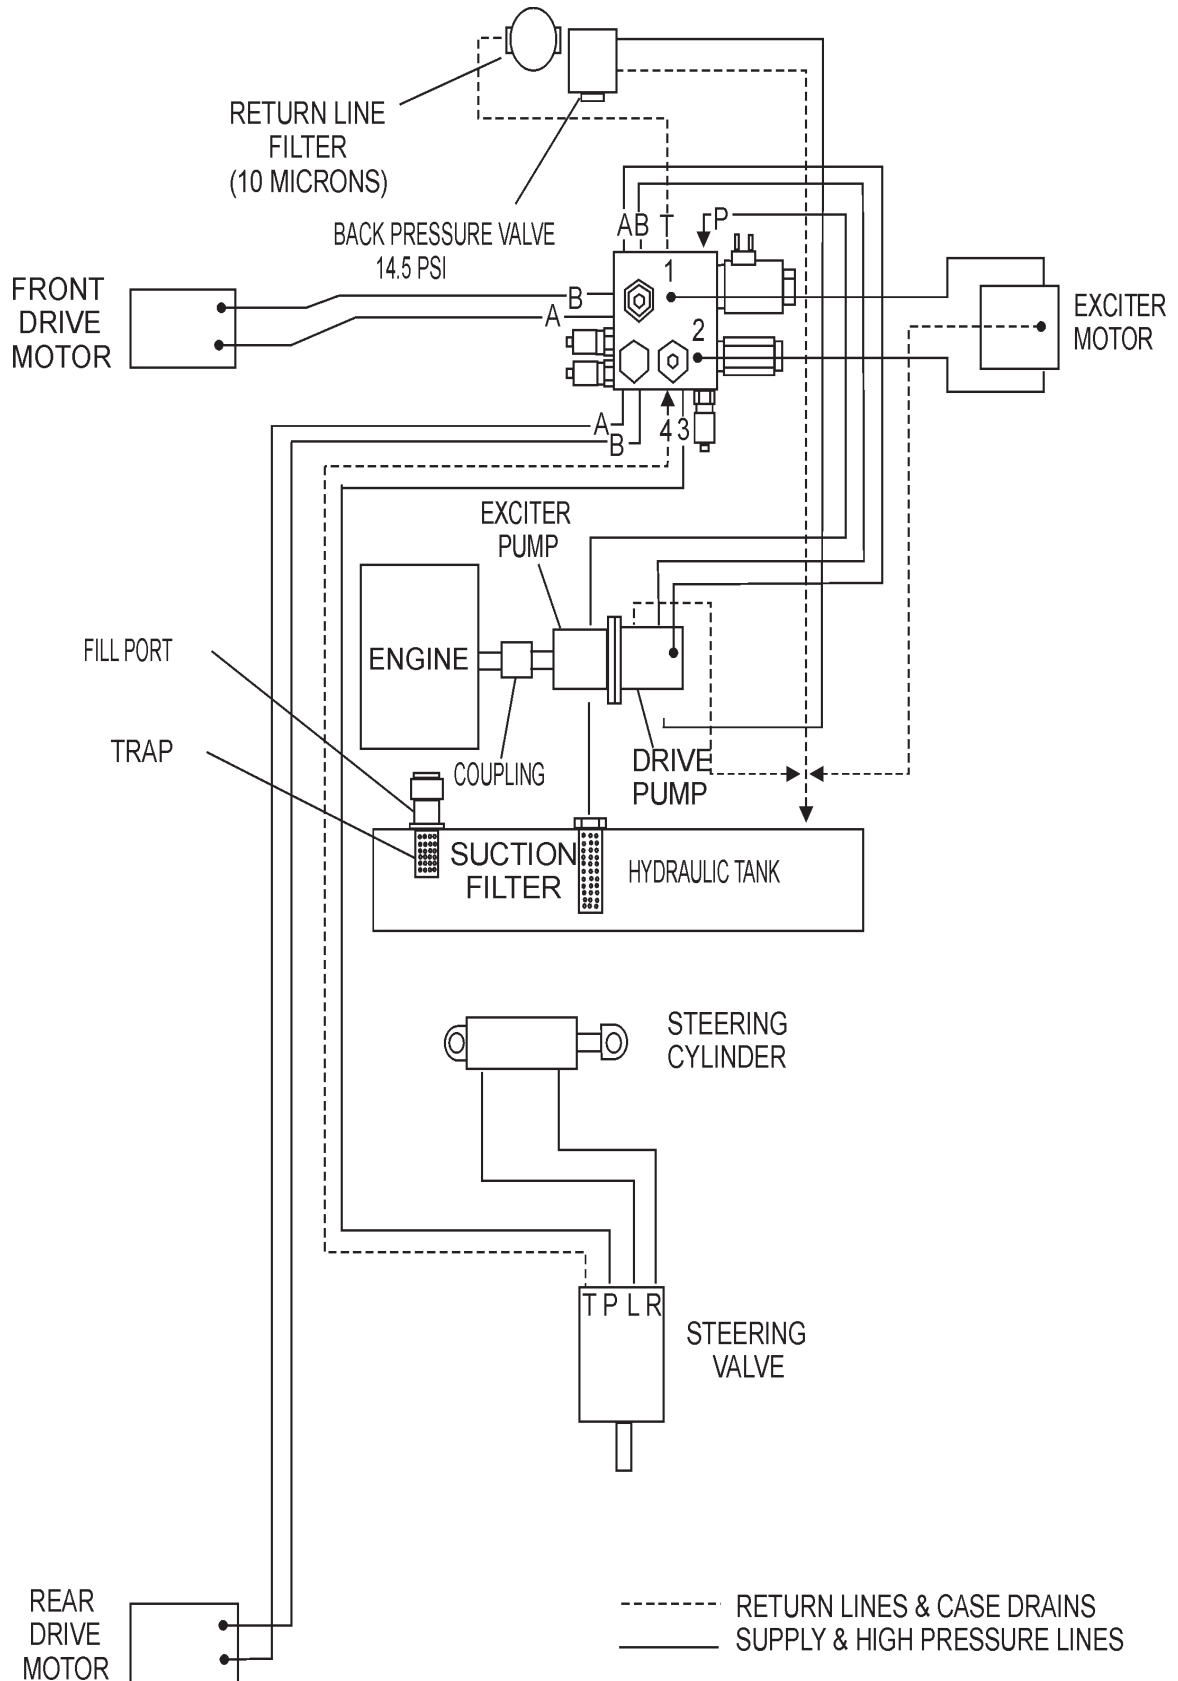 RETURN LINE
FILTER
(10 MICRONS)
BACK PRESSURE VALVE
14.5 PSI
A B T P
1
FRONT
DRIVE
MOTOR
B
A
2
EXCITER
MOTOR
A
B
4 3
EXCITER
PUMP
FILL PORT
ENGINE
TRAP
COUPLING
DRIVE
PUMP
SUCTION
FILTER
HYDRAULIC TANK
STEERING
CYLINDER
T P L R
STEERING
VALVE
REAR
DRIVE
MOTOR
RETURN LINES & CASE DRAINS
SUPPLY & HIGH PRESSURE LINES